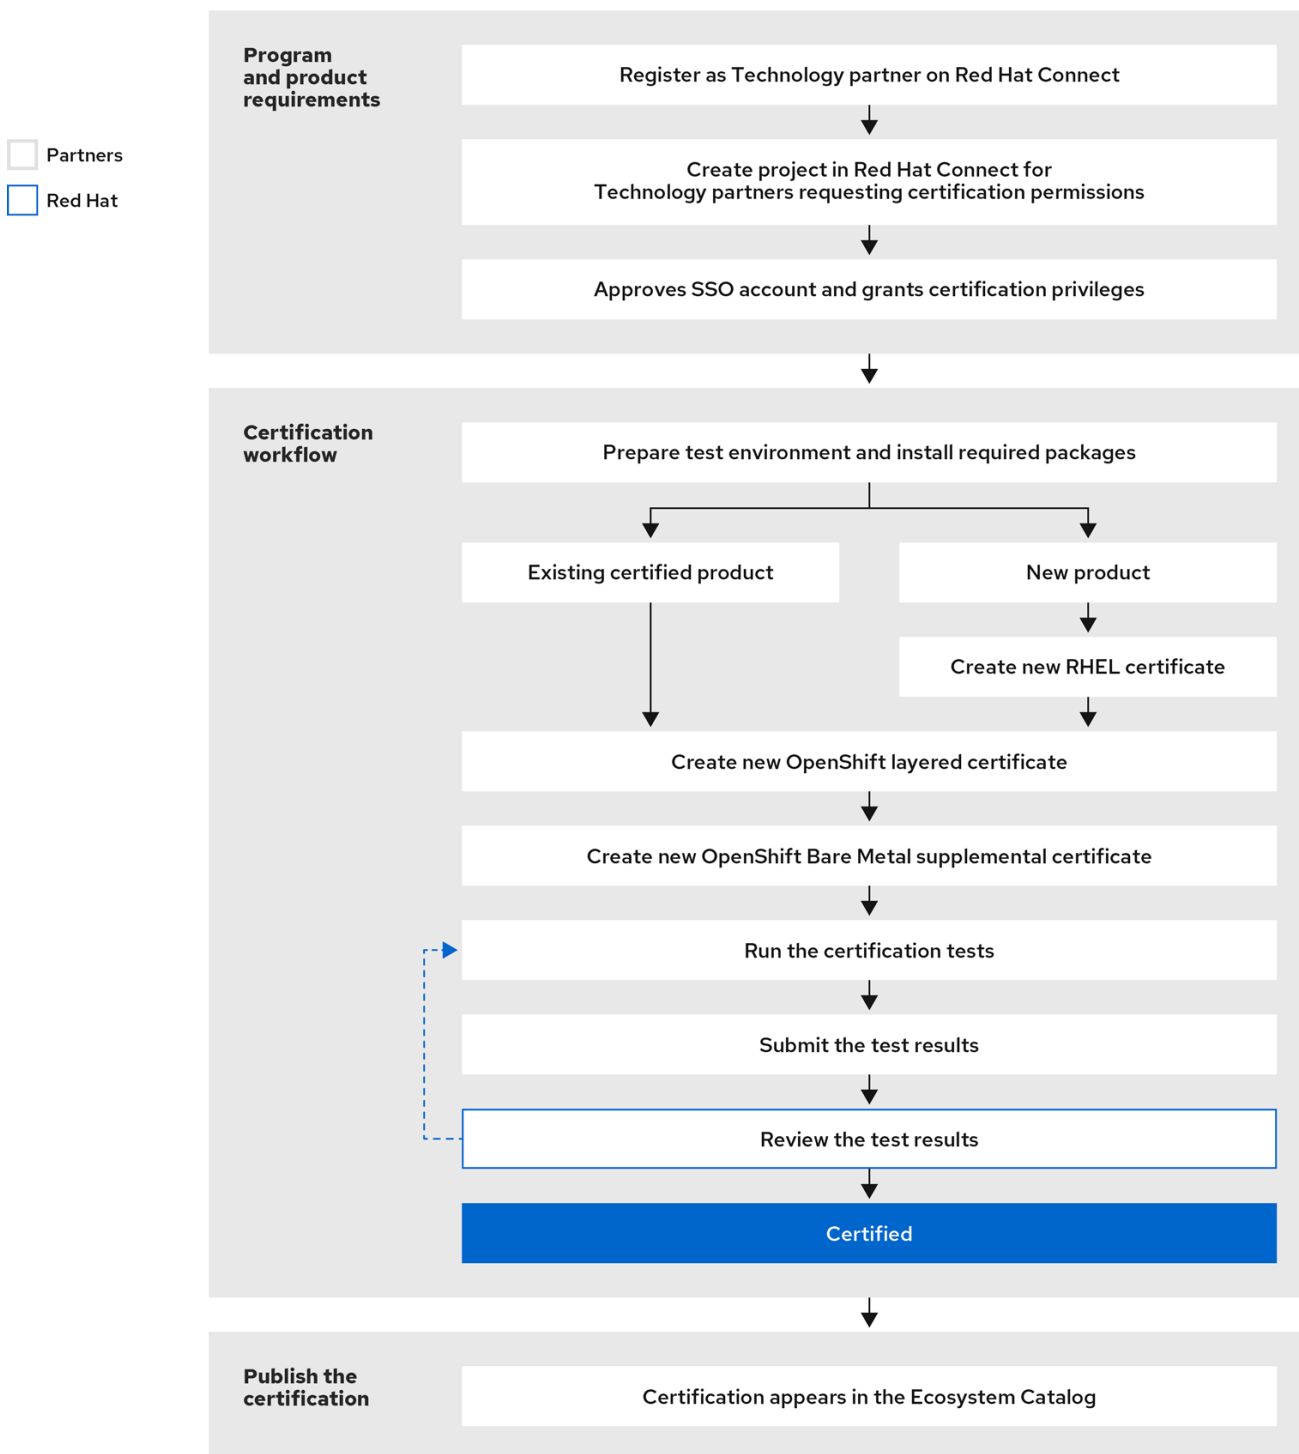 Program
and product
requirements
Register as Technology partner on Red Hat Connect
Partners
Red Hat
Create project in Red Hat Connect for
Technology partners requesting certification permissions
Approves SSO account and grants certification privileges
Certification
workflow
Prepare test environment and install required packages
Existing certified product
New product
Create new RHEL certificate
Create new OpenShift layered certificate
Create new OpenShift Bare Metal supplemental certificate
Run the certification tests
Submit the test results
Review the test results
Certified
Publish the
certification
Certification appears in the Ecosystem Catalog